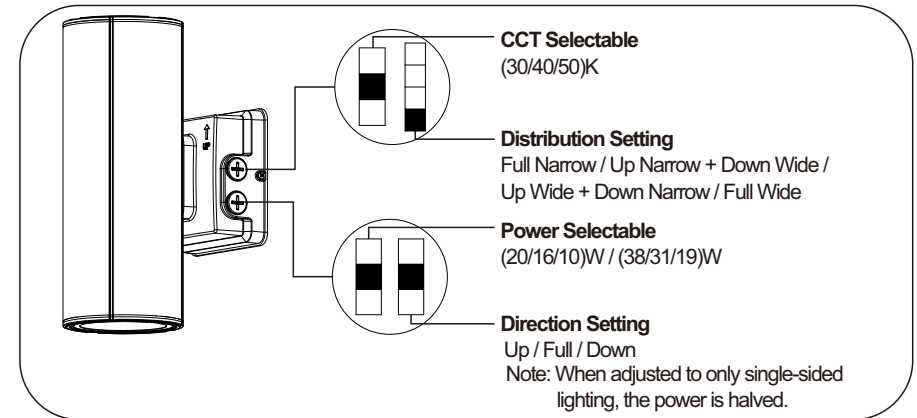 CCT Selectable
(30/40/50)K
UP
Distribution Setting
Full Narrow / Up Narrow + Down Wide /
Up Wide + Down Narrow / Full Wide
Power Selectable
(20/16/10)W / (38/31/19)W
Direction Setting
Up / Full / Down
Note: When adjusted to only single-sided
lighting, the power is halved.